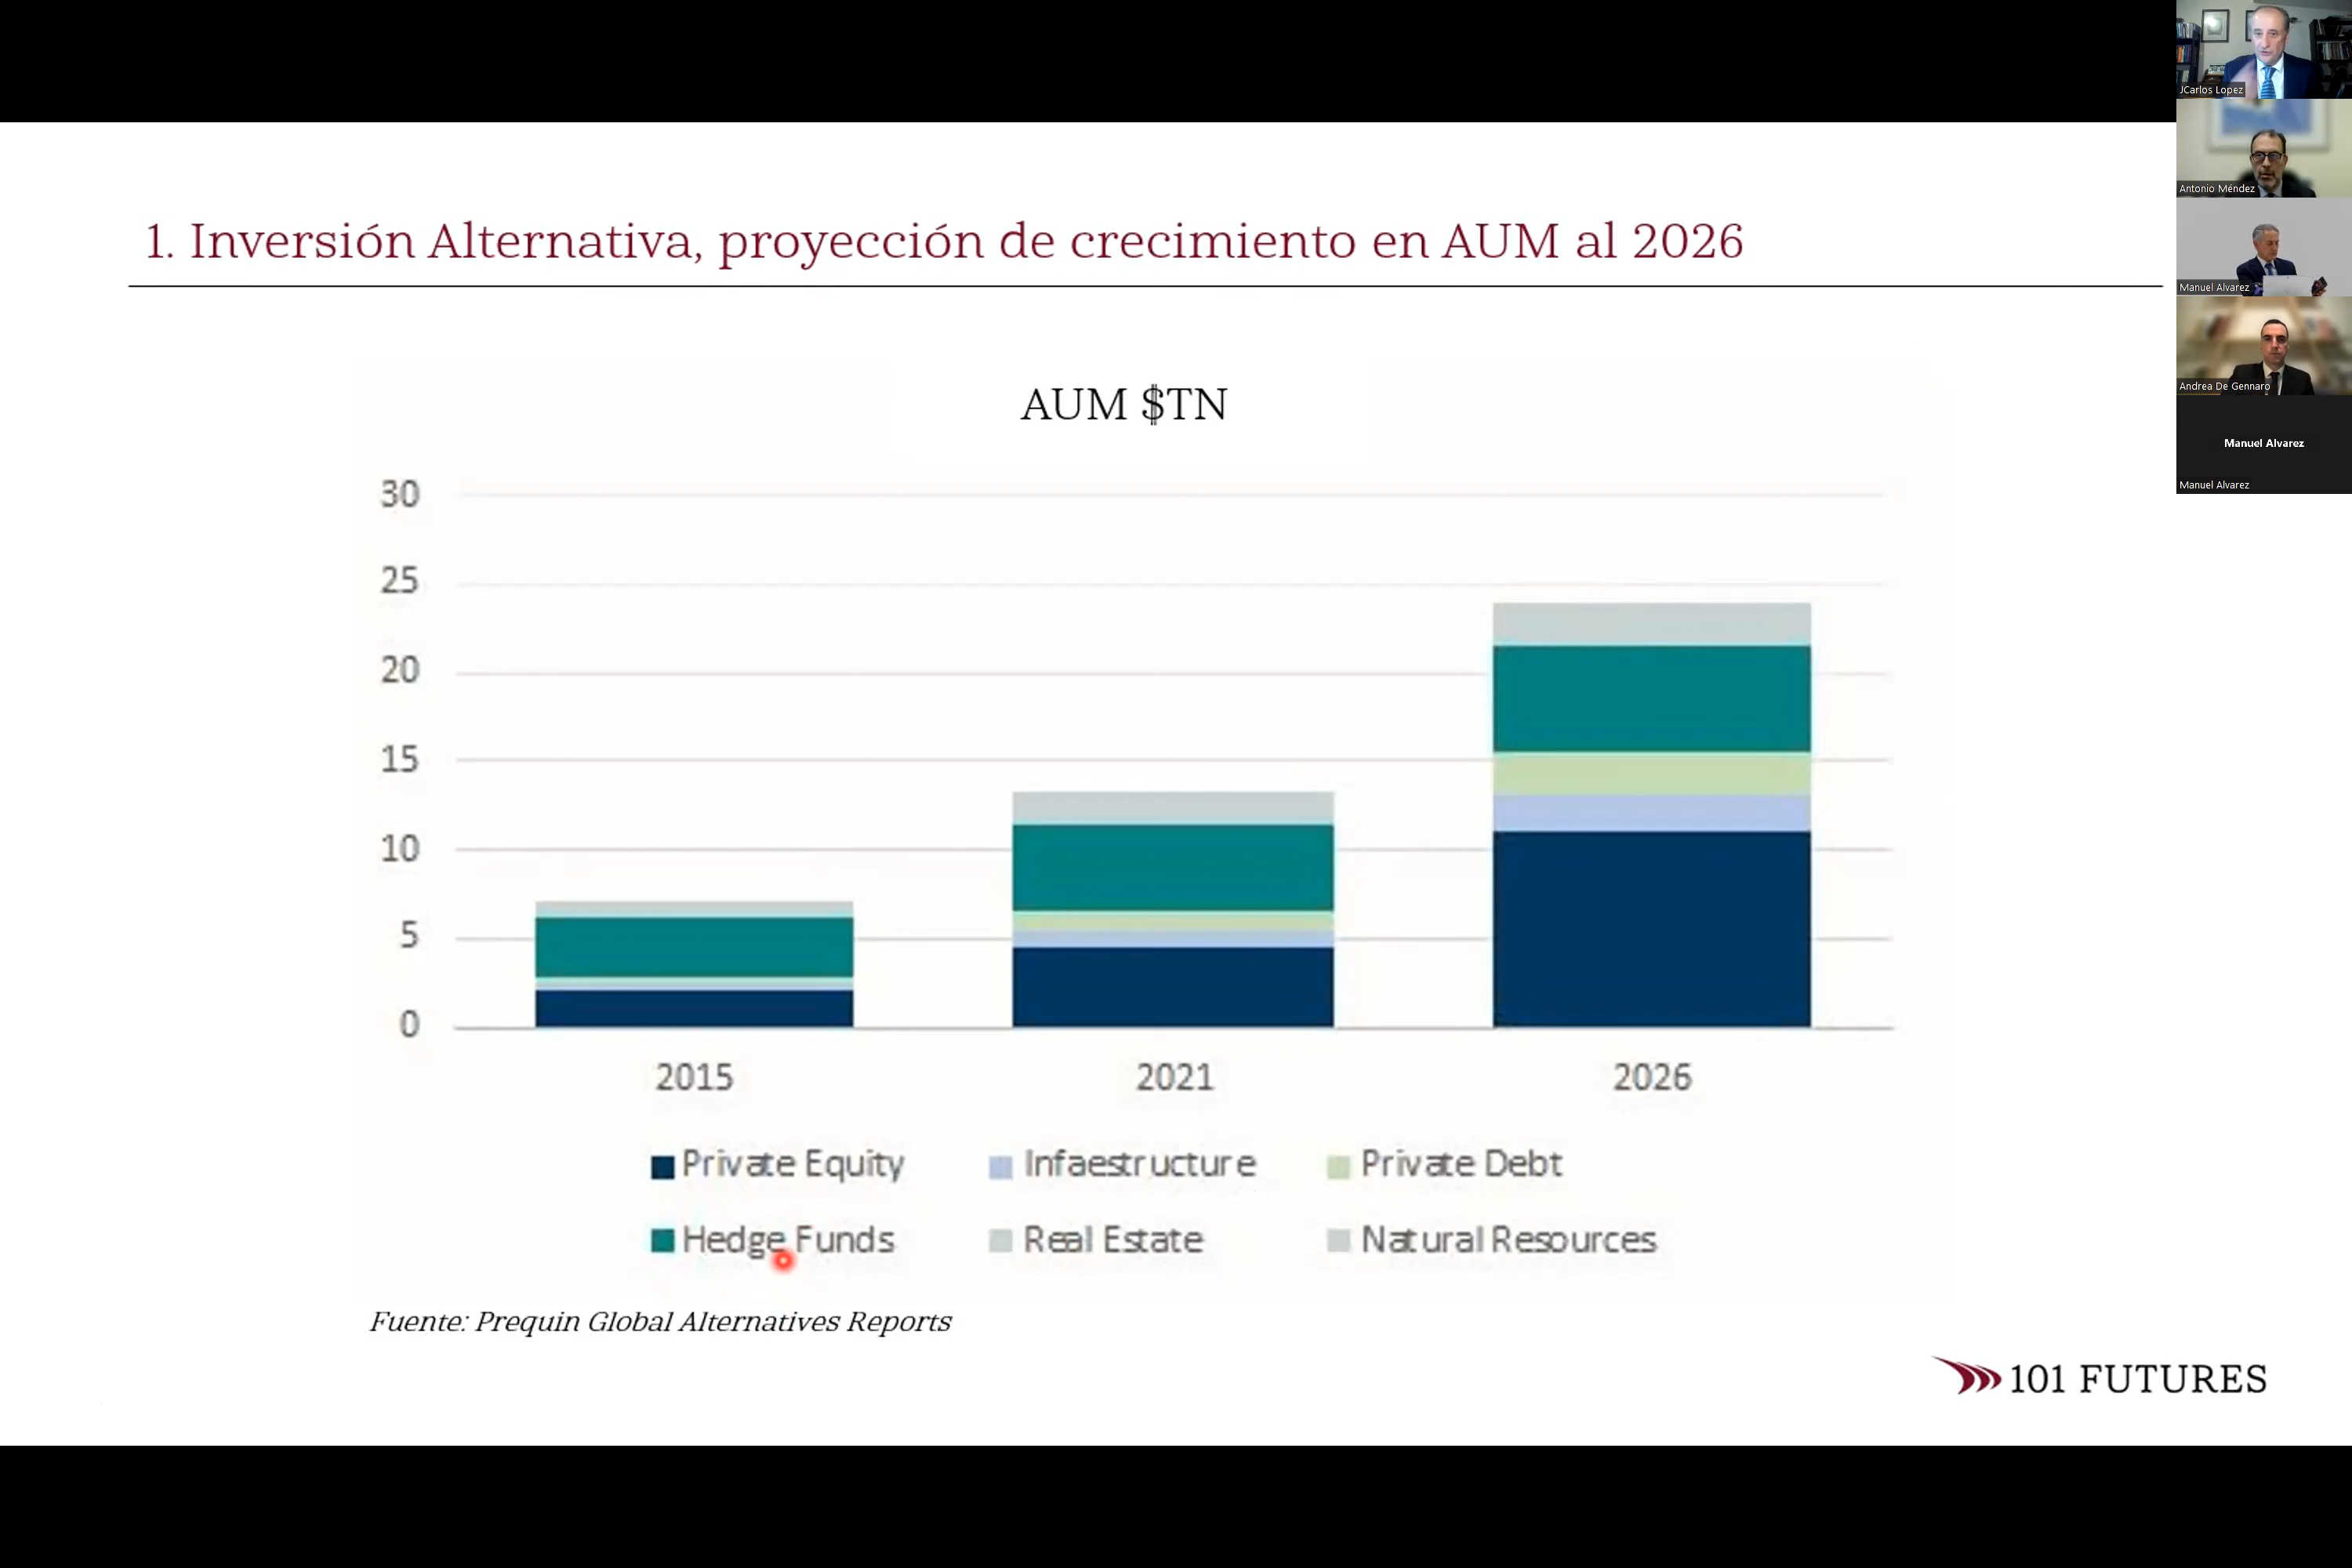 1. Inversión Alternativa, proyección de crecimiento en AUM al 2026
AUM $TN
30
25
20
15
10
5
0
2015 2021 2026
Private Equity Infaestructure Private Debt
Hedge Funds Real Estate Natural Resources
Fuente: Prequin Global Alternatives Reports
101 FUTURES
JCarlos Lopez
Antonio Méndez
Manuel Alvarez
Andrea De Gennaro
Manuel Alvarez
Manuel Alvarez